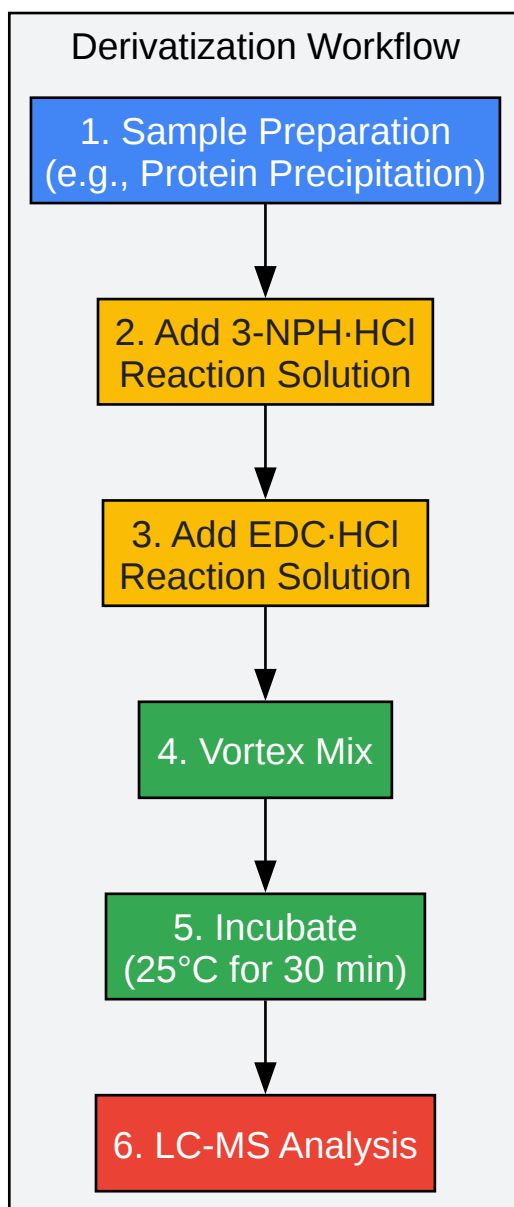 Derivatization Workflow
1. Sample Preparation
(e.g., Protein Precipitation)
2. Add 3-NPH·HCl
Reaction Solution
3. Add EDC·HCl
Reaction Solution
4. Vortex Mix
5. Incubate
(25°C for 30 min)
6. LC-MS Analysis